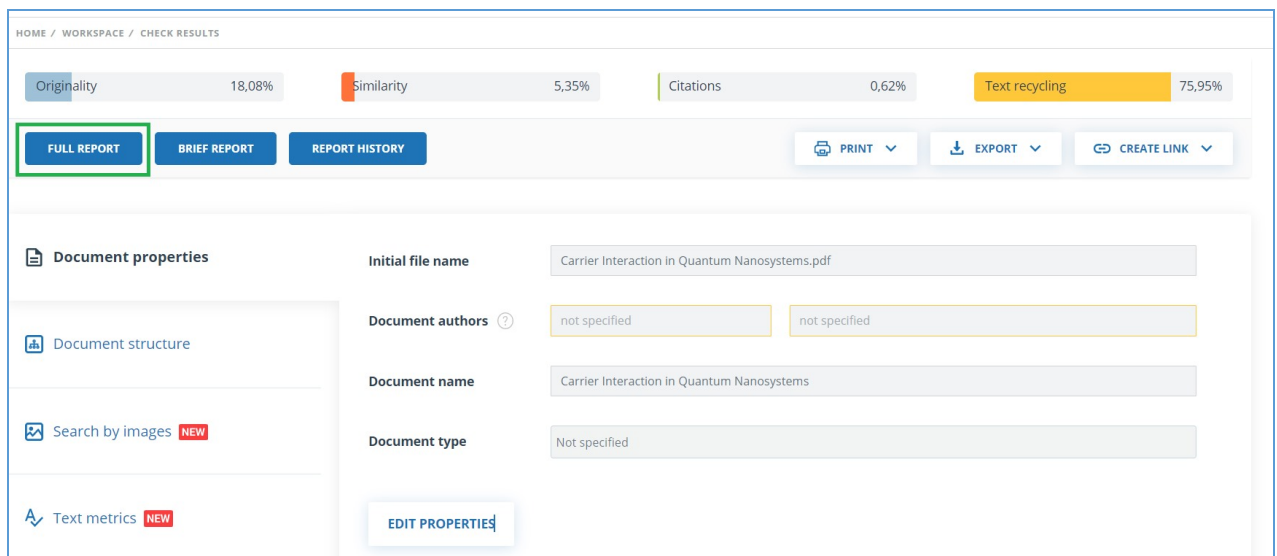 HOME / WORKSPACE / CHECK RESULTS
Originality 18,08% Similarity 5,35% Citations 0,62% Text recycling 75,95%
FULL REPORT BRIEF REPORT REPORT HISTORY PRINT EXPORT CREATE LINK
Document properties
Document structure
Search by images NEW
Text metrics NEW
Initial file name Carrier Interaction in Quantum Nanosystems.pdf
Document authors ? not specified not specified
Document name Carrier Interaction in Quantum Nanosystems
Document type Not specified
EDIT PROPERTIES